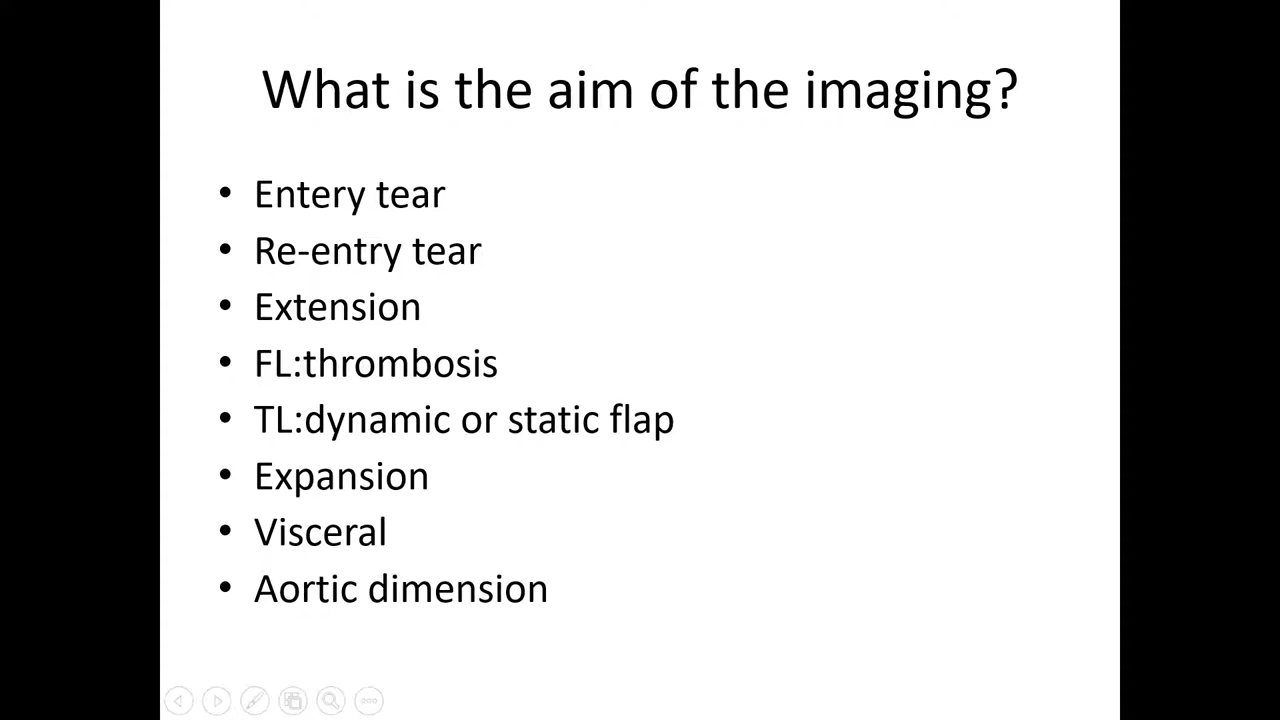 What is the aim of the imaging?
• Entery tear
• Re-entry tear
• Extension
• FL:thrombosis
• TL:dynamic or static flap
• Expansion
• Visceral
• Aortic dimension